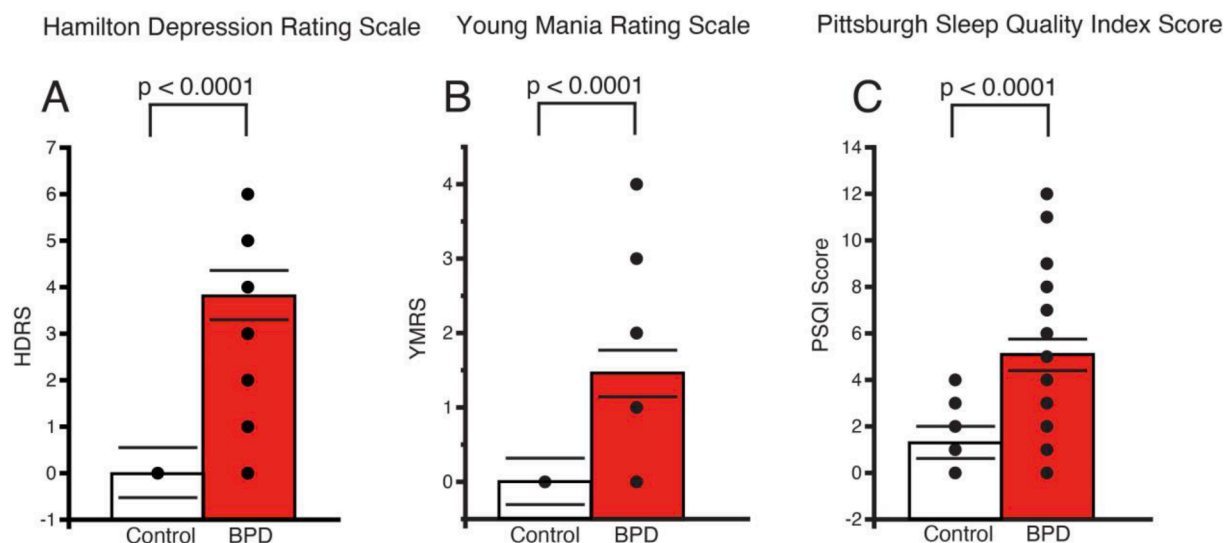 Hamilton Depression Rating Scale
Young Mania Rating Scale
Pittsburgh Sleep Quality Index Score
A
p < 0.0001
7
6
5
4
3
2
1
0
-1
HDRS
Control
BPD
B
p < 0.0001
4
3
2
1
0
YMRS
Control
BPD
C
p < 0.0001
14
12
10
8
6
4
2
0
-2
PSQI Score
Control
BPD